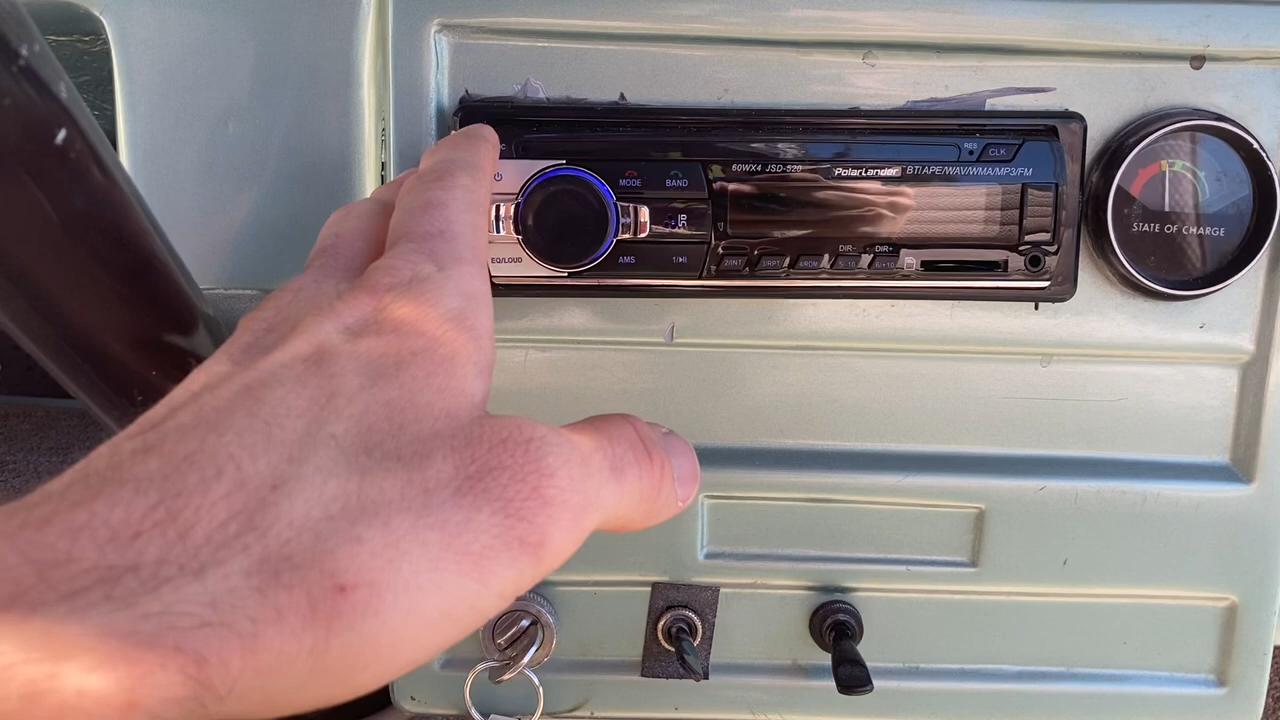 RES
CLK
60WX4 JSD-520
PolarLander
BT/APE/WAV/WMA/MP3/FM
MODE
BAND
EQ/LOUD
AMS
1/
2/INT
3/RPT
4/RDM
5/-10
6/+10
DIR-
DIR+
STATE OF CHARGE